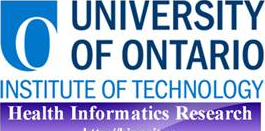 UNIVERSITY
OF ONTARIO
INSTITUTE OF TECHNOLOGY
Health Informatics Research